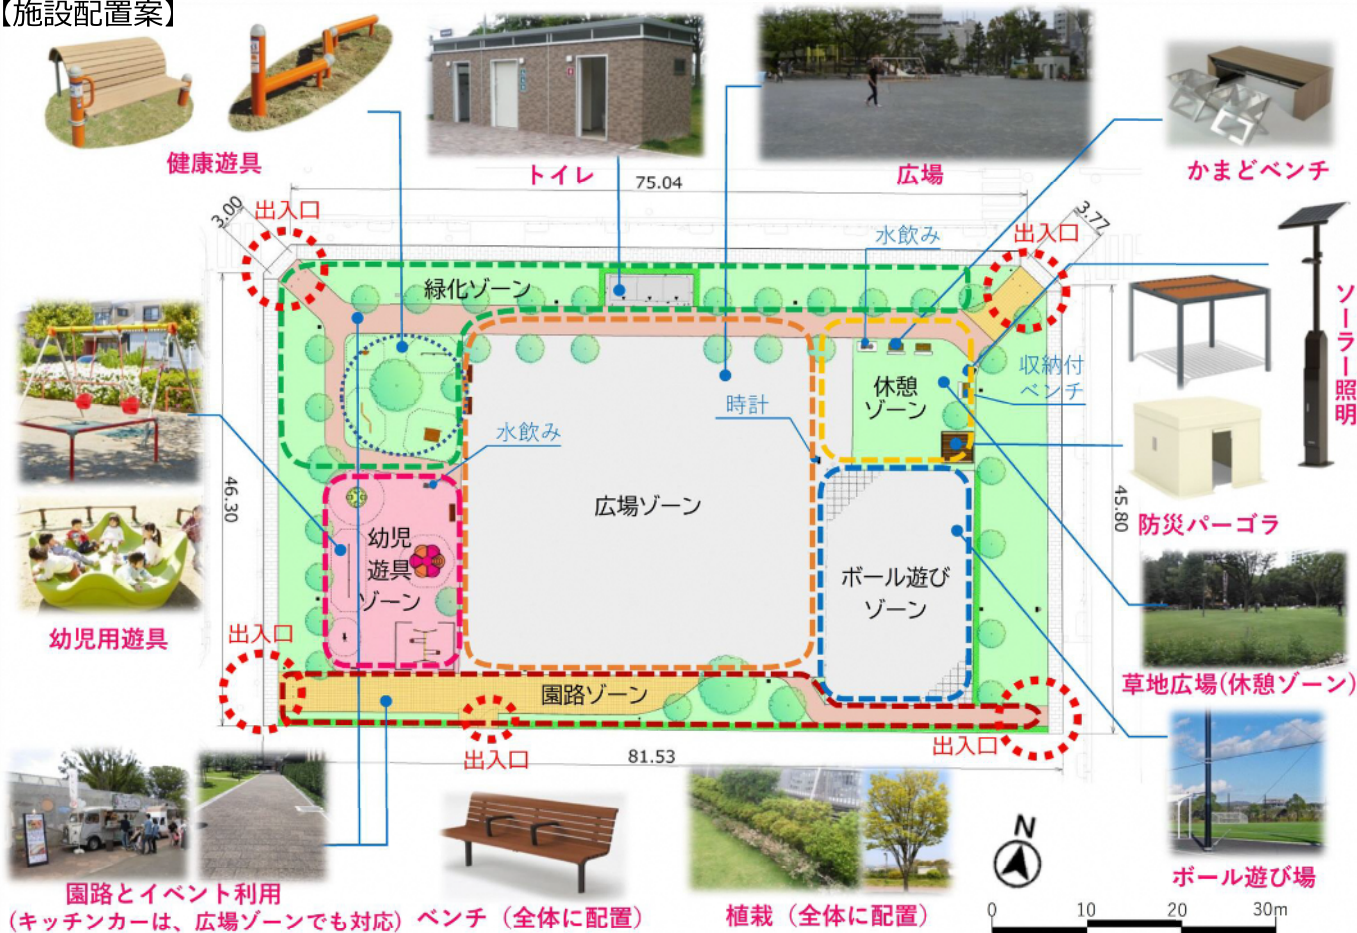 【施設配置案】
健康遊具
トイレ
広場
かまどベンチ
75.04
3.00
出入口
3.77
出入口
水飲み
緑化ゾーン
ソーラー照明
収納付
ベンチ
休憩
ゾーン
時計
水飲み
46.30
広場ゾーン
45.80
防災パーゴラ
幼児
遊具
ゾーン
ボール遊び
ゾーン
幼児用遊具
出入口
草地広場(休憩ゾーン)
園路ゾーン
出入口
出入口
81.53
N
ボール遊び場
園路とイベント利用
(キッチンカーは、広場ゾーンでも対応)
ベンチ（全体に配置）
植栽（全体に配置）
0 10 20 30m